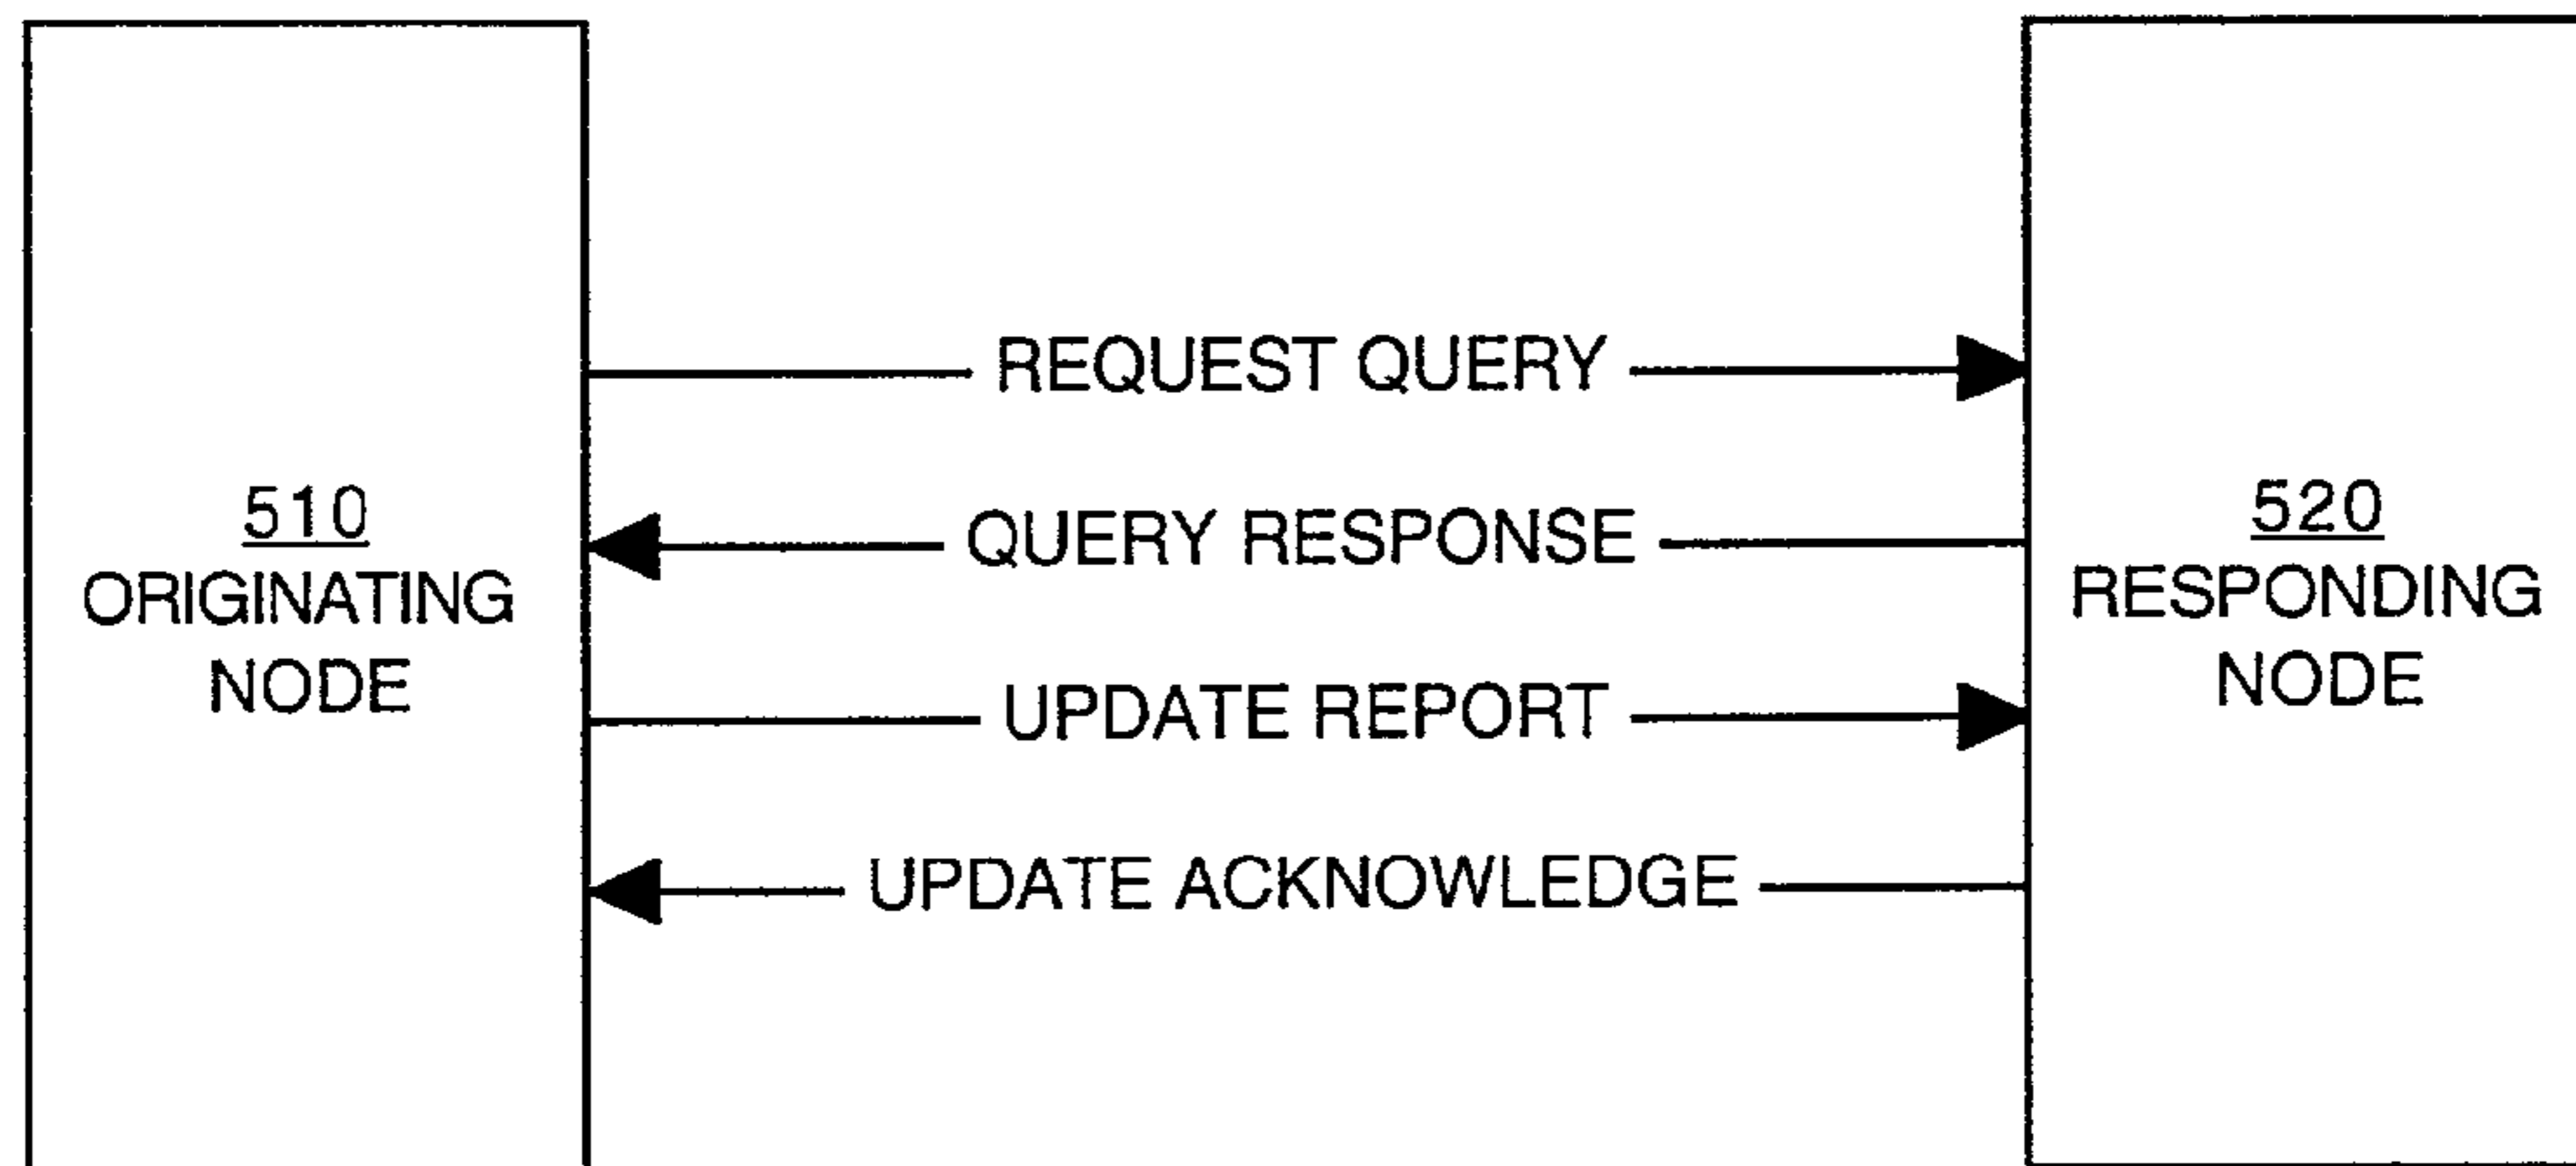 510
ORIGINATING
NODE
REQUEST QUERY
QUERY RESPONSE
UPDATE REPORT
UPDATE ACKNOWLEDGE
520
RESPONDING
NODE